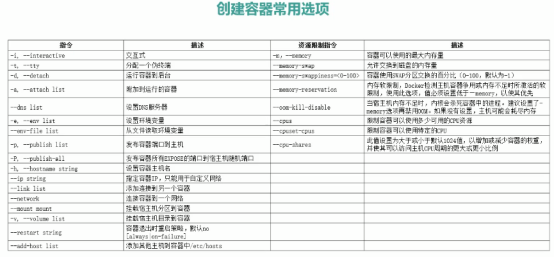 创建容器常用选项
指令 描述 资源限制指令 描述
-i, --interactive 交互式 -m, --memory 容器可以使用的最大内存量
-t, --tty 分配一个伪终端 --memory-swap 允许交换到磁盘的内存量
-d, --detach 运行容器到后台 --memory-swappiness=<0-100> 容器使用SWAP分区交换的百分比（0-100，默认为-1）
-a, --attach list 附加到运行的容器 --memory-reservation 内存软限制，Docker检测主机容器争用或内存不足时所激活的软
限制，使用此选项，值必须设置低于--memory，以使其优先
--dns list 设置DNS服务器 --oom-kill-disable 当宿主机内存不足时，内核会杀死容器中的进程，建议设置了-
memory选项再禁用OOM。如果没有设置，主机可能会耗尽内存
-e, --env list 设置环境变量 --cpus 限制容器可以使用多少可用的CPU资源
--env-file list 从文件读取环境变量 --cpuset-cpus 限制容器可以使用特定的CPU
-p, --publish list 发布容器端口到主机 --cpu-shares 此值设置为大于或小于默认1024值，以增加或减少容器的权重，
并使其可以访问主机CPU周期的更大或更小比例
-P, --publish-all 发布容器所有EXPOSE的端口到宿主机随机端口
-h, --hostname string 设置容器主机名
--ip string 指定容器IP，只能用于自定义网络
--link list 添加连接到另一个容器
--network 连接容器到一个网络
--mount mount 挂载宿主机分区到容器
-v, --volume list 挂载宿主机目录到容器
--restart string 容器退出时重启策略，默认no
[always|on-failure]
--add-host list 添加其他主机到容器中/etc/hosts